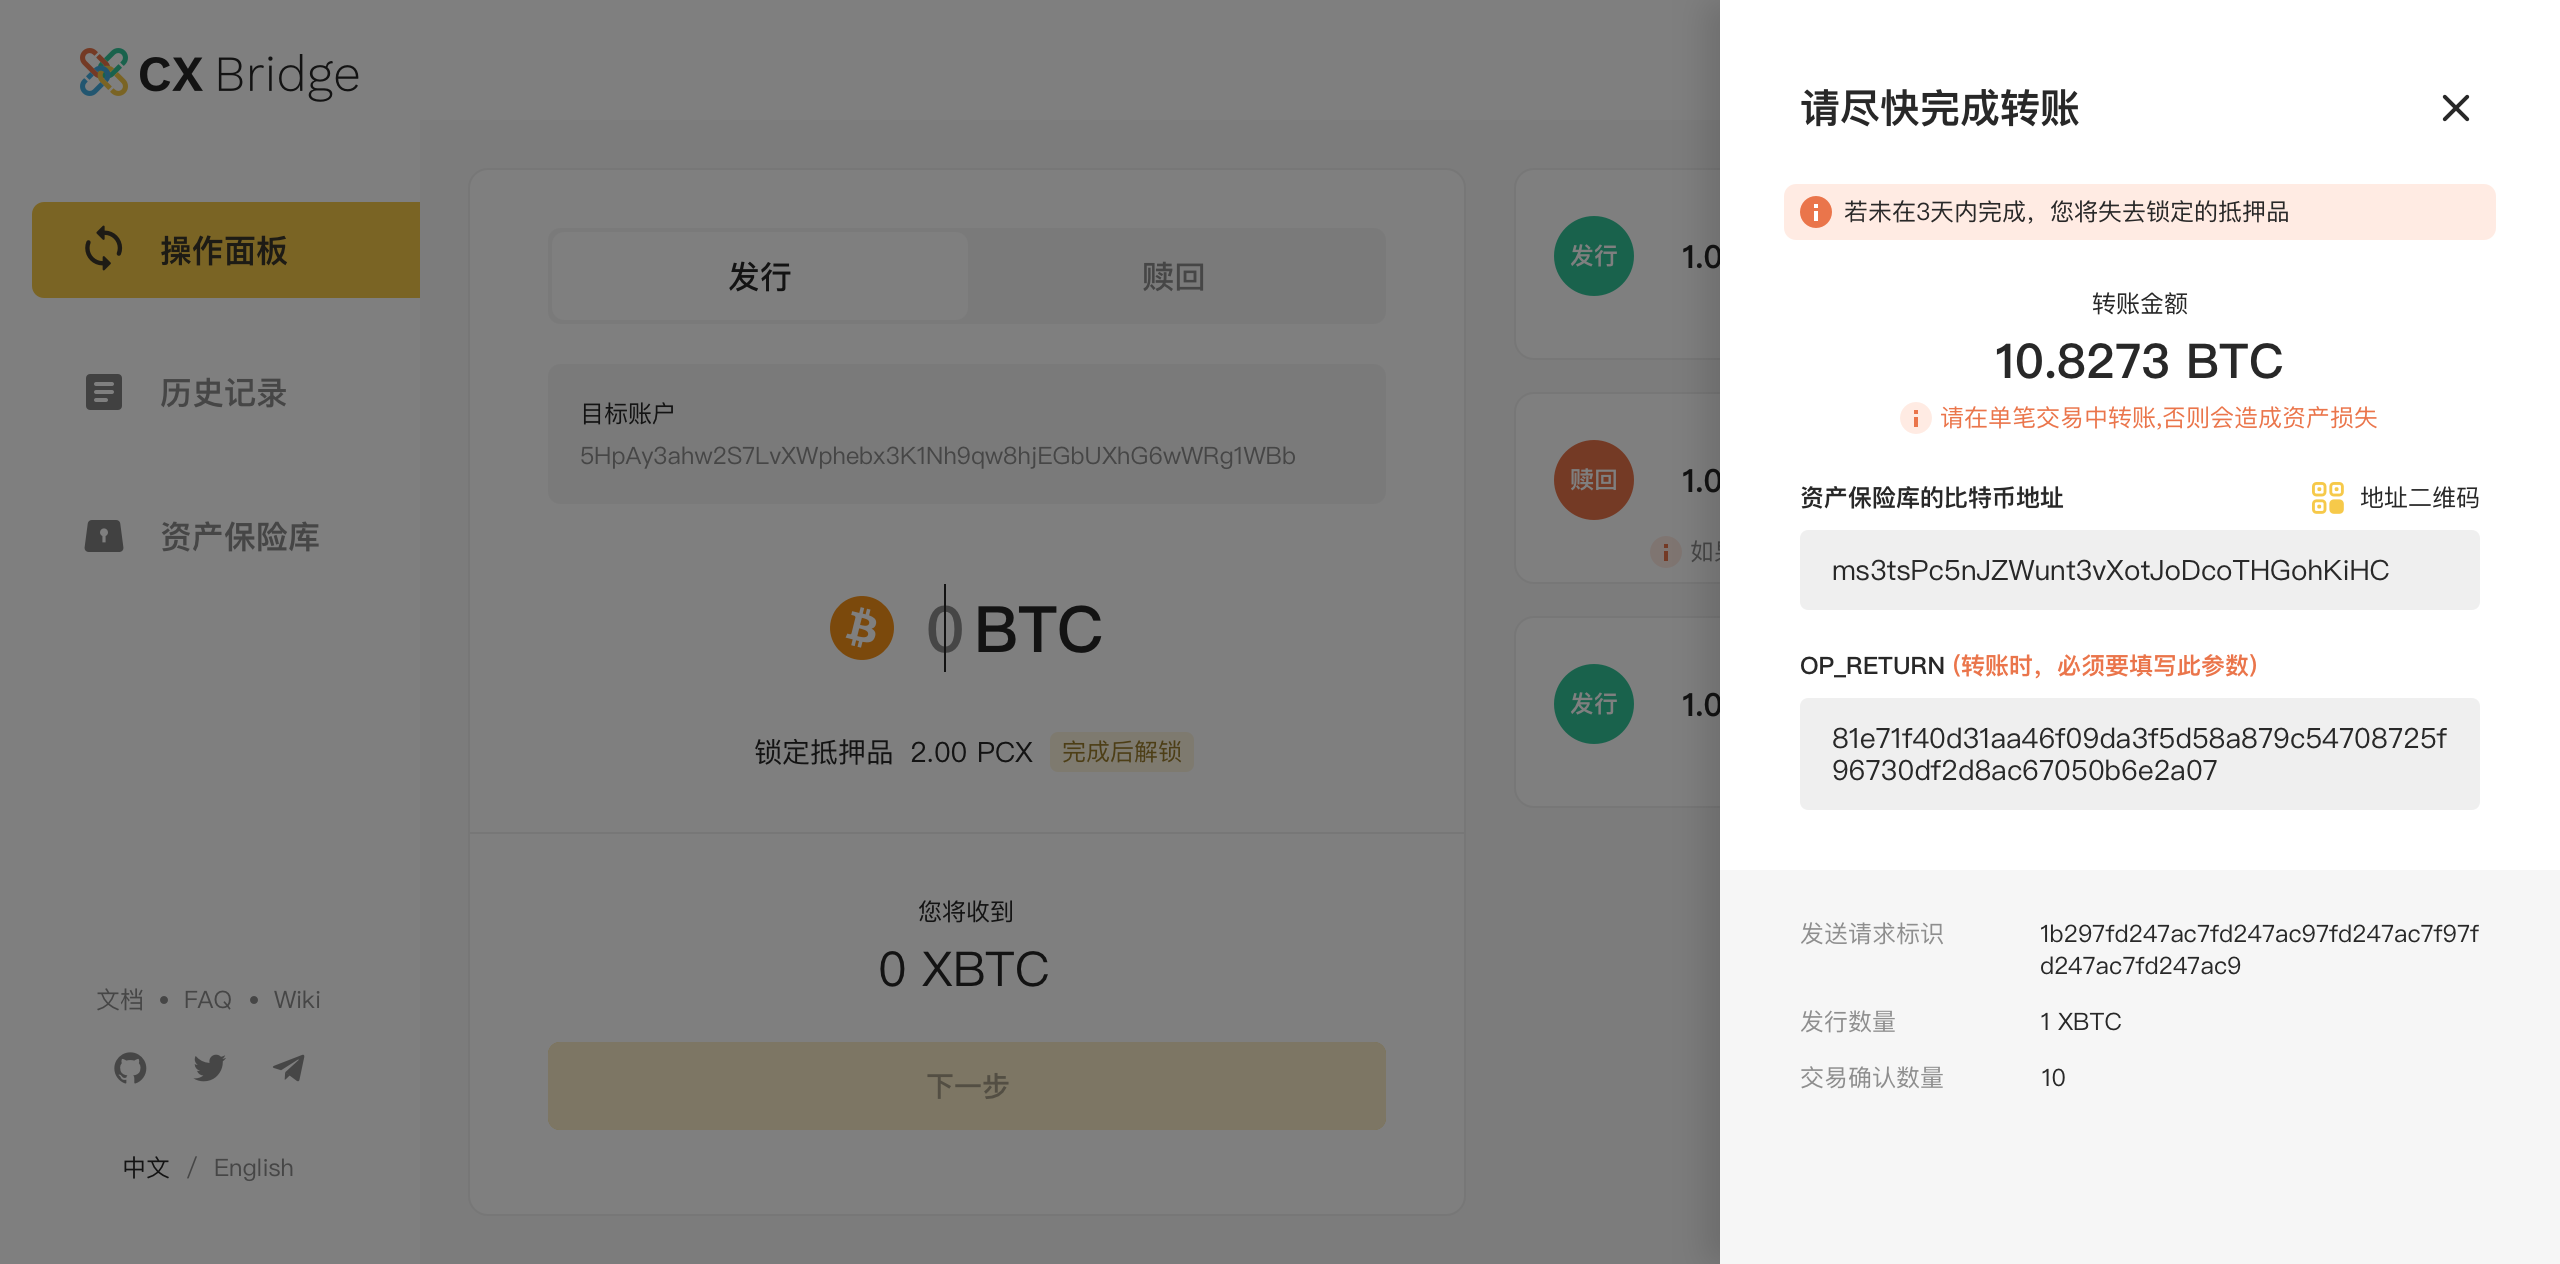 CX Bridge
操作面板
历史记录
资产保险库
文档 • FAQ • Wiki
中文 / English
发行
赎回
目标账户
5HpAy3ahw2S7LvXWphebx3K1Nh9qw8hjEGbUXhG6wWRg1WBb
0 BTC
锁定抵押品 2.00 PCX 完成后解锁
您将收到
0 XBTC
下一步
发行 1.0
赎回 1.0
如
发行 1.0
请尽快完成转账
若未在3天内完成，您将失去锁定的抵押品
转账金额
10.8273 BTC
请在单笔交易中转账,否则会造成资产损失
资产保险库的比特币地址 地址二维码
ms3tsPc5nJZWunt3vXotJoDcoTHGohKiHC
OP_RETURN (转账时，必须要填写此参数)
81e71f40d31aa46f09da3f5d58a879c54708725f
96730df2d8ac67050b6e2a07
发送请求标识 1b297fd247ac7fd247ac97fd247ac7f97f
d247ac7fd247ac9
发行数量 1 XBTC
交易确认数量 10